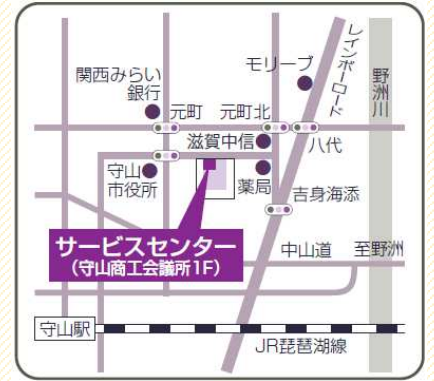 関西みらい
銀行
モリーブ
レインボーロード
野洲川
元町
元町北
滋賀中信
八代
守山
市役所
薬局
吉身海添
サービスセンター
(守山商工会議所1F)
中山道
至野洲
守山駅
JR琵琶湖線